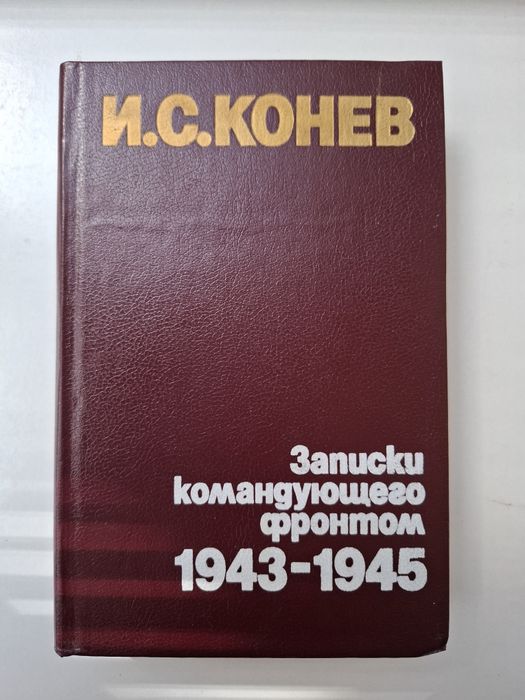 И.С.КОНЕВ
Записки
командующего
фронтом
1943-1945